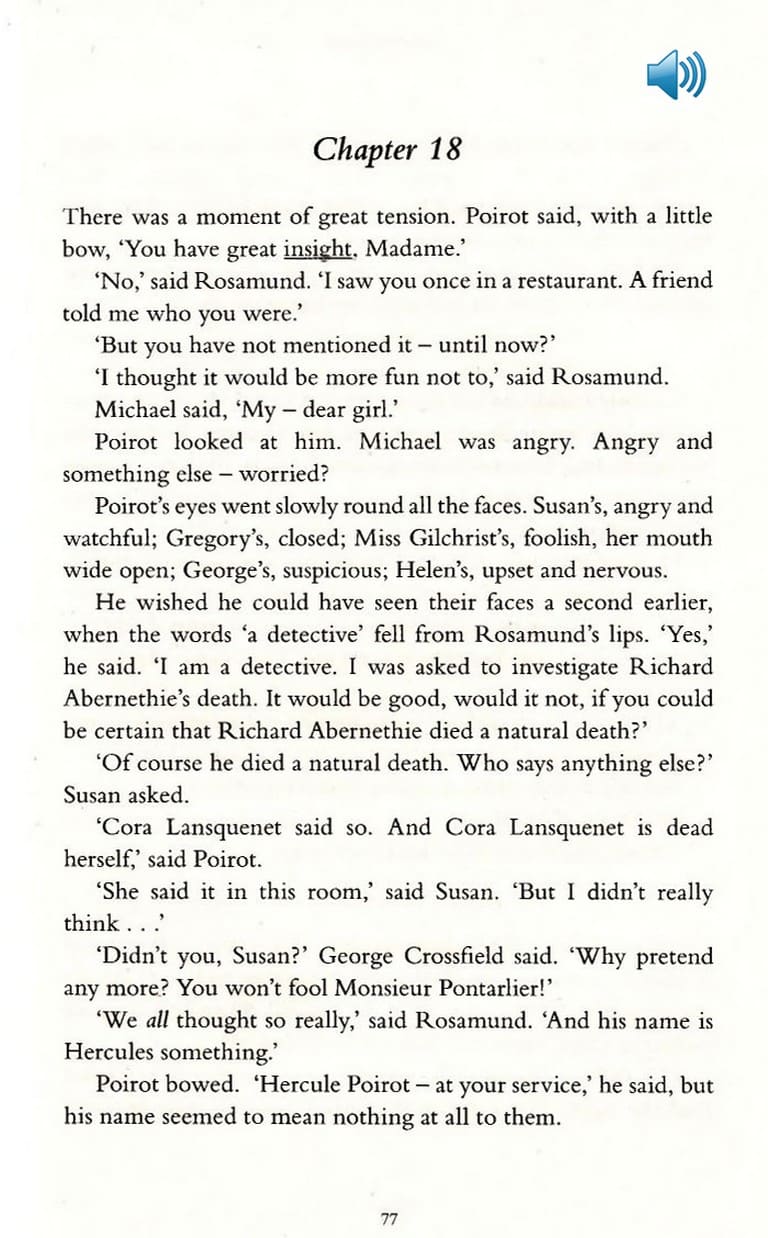 Chapter 18
There was a moment of great tension. Poirot said, with a little
bow, ‘You have great insight, Madame.’
‘No,’ said Rosamund. ‘I saw you once in a restaurant. A friend
told me who you were.’
‘But you have not mentioned it – until now?’
‘I thought it would be more fun not to,’ said Rosamund.
Michael said, ‘My – dear girl.’
Poirot looked at him. Michael was angry. Angry and
something else – worried?
Poirot’s eyes went slowly round all the faces. Susan’s, angry and
watchful; Gregory’s, closed; Miss Gilchrist’s, foolish, her mouth
wide open; George’s, suspicious; Helen’s, upset and nervous.
He wished he could have seen their faces a second earlier,
when the words ‘a detective’ fell from Rosamund’s lips. ‘Yes,’
he said. ‘I am a detective. I was asked to investigate Richard
Abernethie’s death. It would be good, would it not, if you could
be certain that Richard Abernethie died a natural death?’
‘Of course he died a natural death. Who says anything else?’
Susan asked.
‘Cora Lansquenet said so. And Cora Lansquenet is dead
herself,’ said Poirot.
‘She said it in this room,’ said Susan. ‘But I didn’t really
think . . .’
‘Didn’t you, Susan?’ George Crossfield said. ‘Why pretend
any more? You won’t fool Monsieur Pontarlier!’
‘We all thought so really,’ said Rosamund. ‘And his name is
Hercules something.’
Poirot bowed. ‘Hercule Poirot – at your service,’ he said, but
his name seemed to mean nothing at all to them.
77